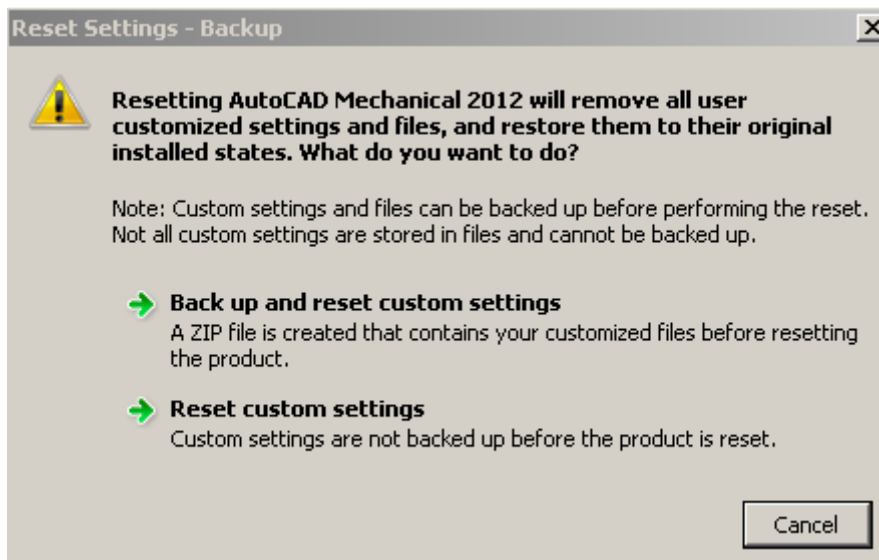 Reset Settings - Backup
Resetting AutoCAD Mechanical 2012 will remove all user
customized settings and files, and restore them to their original
installed states. What do you want to do?
Note: Custom settings and files can be backed up before performing the reset.
Not all custom settings are stored in files and cannot be backed up.
Back up and reset custom settings
A ZIP file is created that contains your customized files before resetting
the product.
Reset custom settings
Custom settings are not backed up before the product is reset.
Cancel